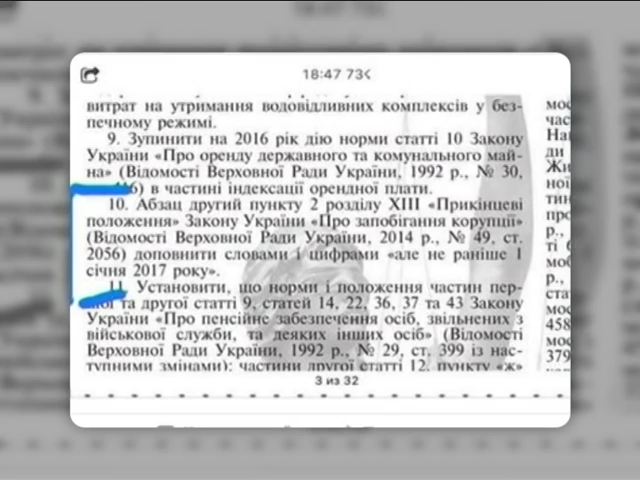 18:47 73<
витрат на утримання водовідливних комплексів у без-
печному режимі.
9. Зупинити на 2016 рік дію норми статті 10 Закону
України «Про оренду державного та комунального май-
на» (Відомості Верховної Ради України, 1992 р., № 30,
в частині індексації орендної плати.
10. Абзац другий пункту 2 розділу XIII «Прикінцеві
положення» Закону України «Про запобігання корупції»
(Відомості Верховної Ради України, 2014 р., № 49, ст.
2056) доповнити словами і цифрами «але не раніше 1
січня 2017 року».
11. Установити, що норми і положення частин пер-
та другої статті 9, статей 14, 22, 36, 37 та 43 Закону
України «Про пенсійне забезпечення осіб, звільнених з
військової служби, та деяких інших осіб» (Відомості
Верховної Ради України, 1992 р., № 29, ст. 399 із нас-
тупними змінами); частини другої статті 12, пункту «ж»
3 из 32